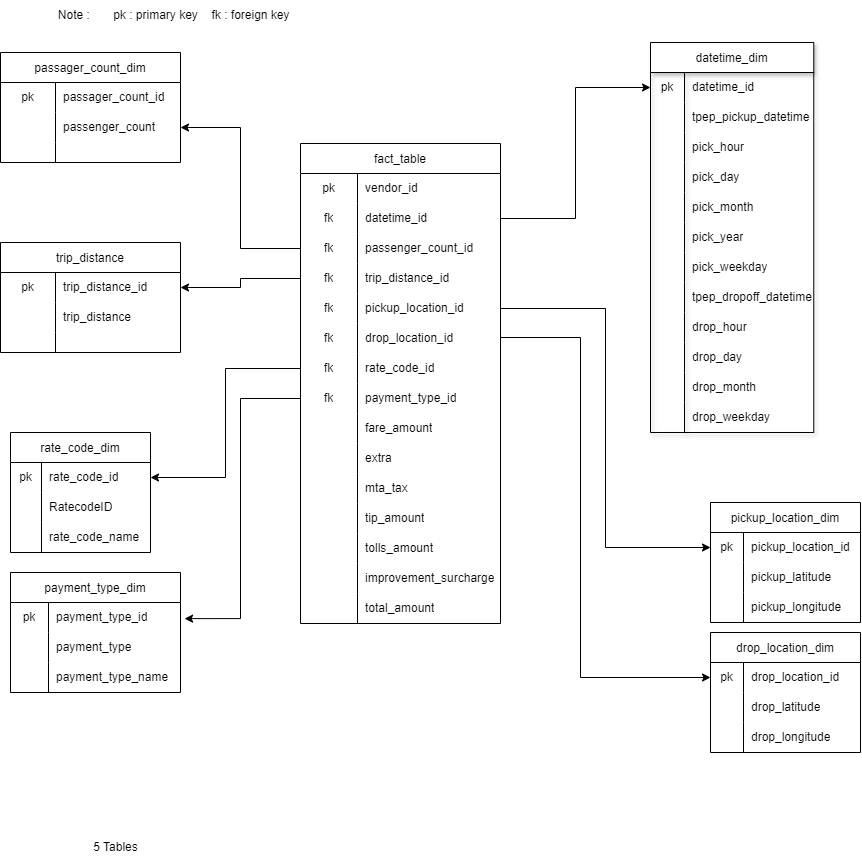 Note : pk : primary key fk : foreign key
passager_count_dim
pk passager_count_id
passenger_count
trip_distance
pk trip_distance_id
trip_distance
rate_code_dim
pk rate_code_id
RatecodeID
rate_code_name
payment_type_dim
pk payment_type_id
payment_type
payment_type_name
fact_table
pk vendor_id
fk datetime_id
fk passenger_count_id
fk trip_distance_id
fk pickup_location_id
fk drop_location_id
fk rate_code_id
fk payment_type_id
fare_amount
extra
mta_tax
tip_amount
tolls_amount
improvement_surcharge
total_amount
datetime_dim
pk datetime_id
tpep_pickup_datetime
pick_hour
pick_day
pick_month
pick_year
pick_weekday
tpep_dropoff_datetime
drop_hour
drop_day
drop_month
drop_weekday
pickup_location_dim
pk pickup_location_id
pickup_latitude
pickup_longitude
drop_location_dim
pk drop_location_id
drop_latitude
drop_longitude
5 Tables